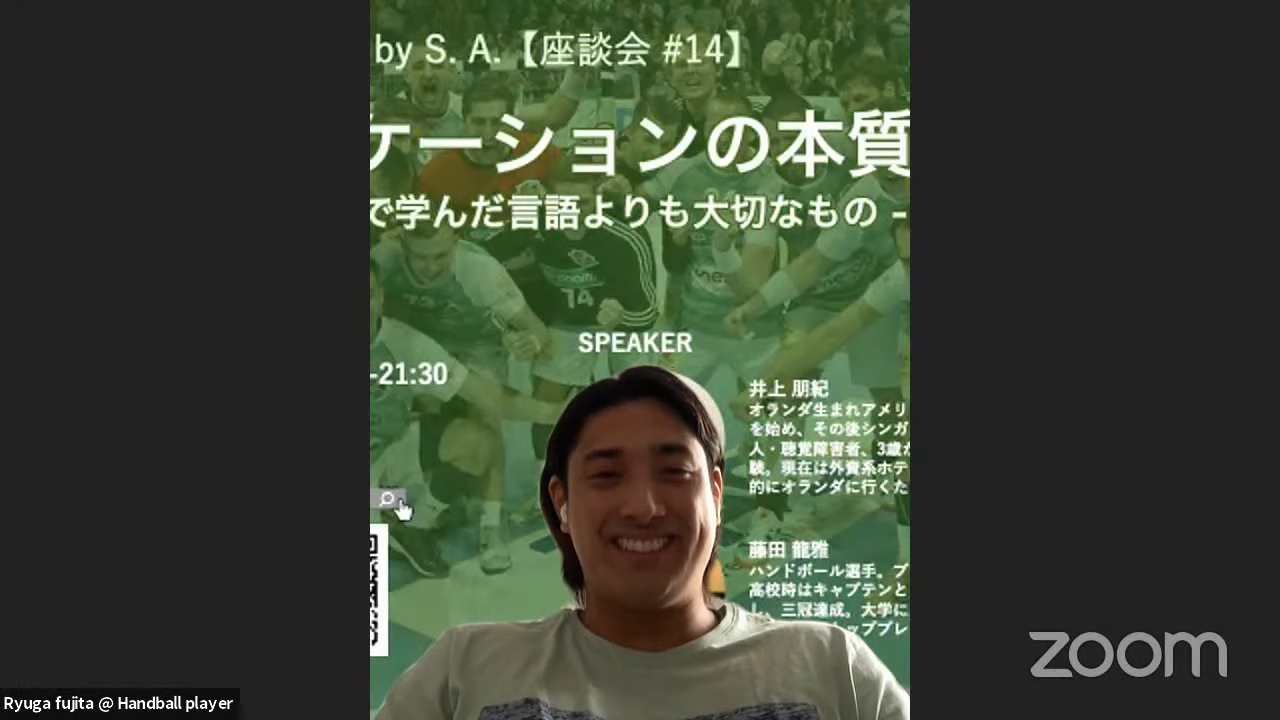 by S. A.【座談会 #14】
ケーションの本質
で学んだ言語よりも大切なもの -
14
SPEAKER
-21:30
井上 朋紀
オランダ生まれアメリ
を始め、その後シンガ
人・聴覚障害者、3歳か
験。現在は外資系ホテ
的にオランダに行くた
藤田 龍雅
ハンドボール選手。プ
高校時はキャプテンと
し、三冠達成。大学に
トッププレ
zoom
Ryuga fujita @ Handball player